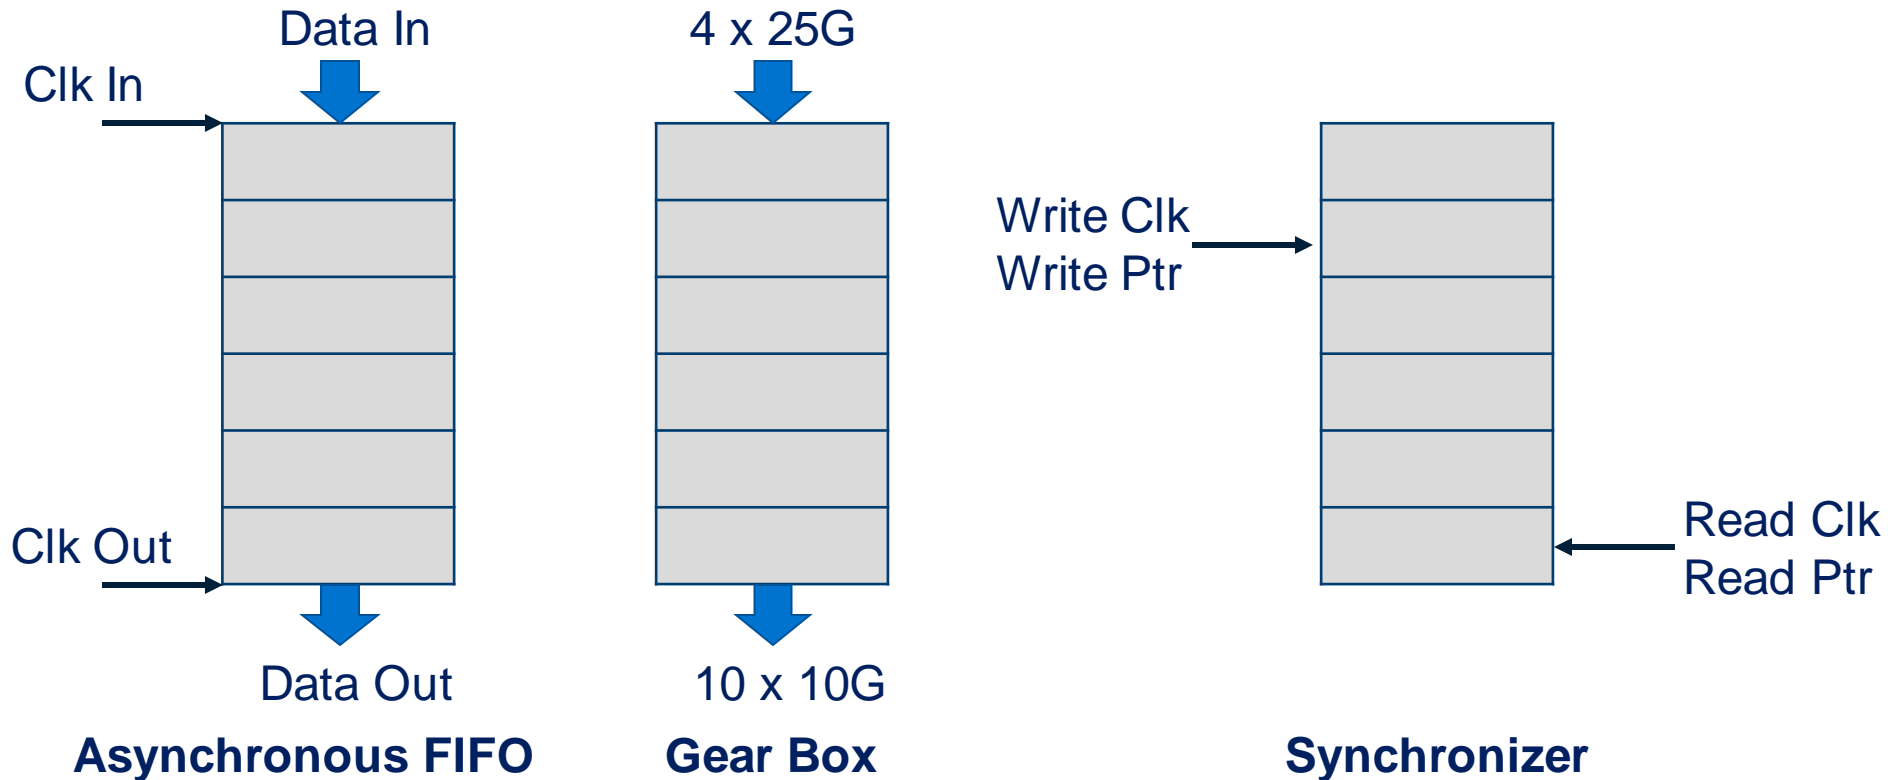 Data In
4 x 25G
Clk In
Write Clk
Write Ptr
Clk Out
Read Clk
Read Ptr
Data Out
10 x 10G
Asynchronous FIFO
Gear Box
Synchronizer